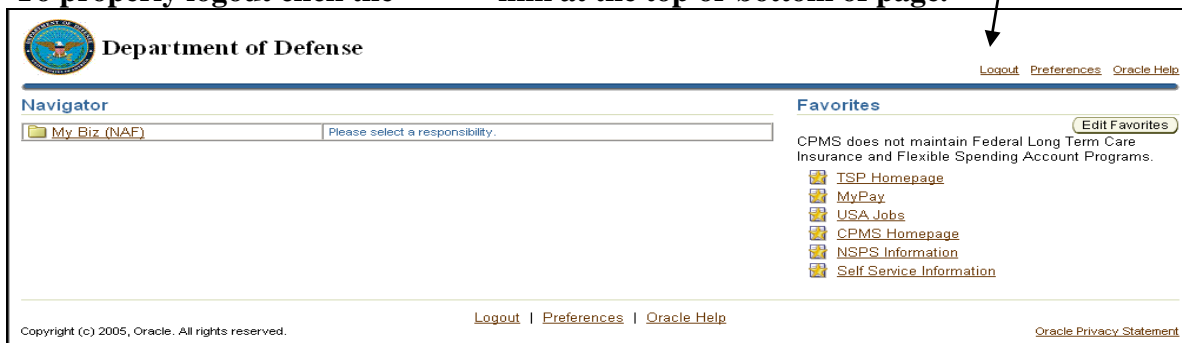 To properly logout click the link at the top or bottom of page.
Department of Defense
Logout Preferences Oracle Help
Navigator
My Biz (NAF) Please select a responsibility.
Favorites
Edit Favorites
CPMS does not maintain Federal Long Term Care
Insurance and Flexible Spending Account Programs.
TSP Homepage
MyPay
USA Jobs
CPMS Homepage
NSPS Information
Self Service Information
Logout | Preferences | Oracle Help
Copyright (c) 2005, Oracle. All rights reserved.
Oracle Privacy Statement